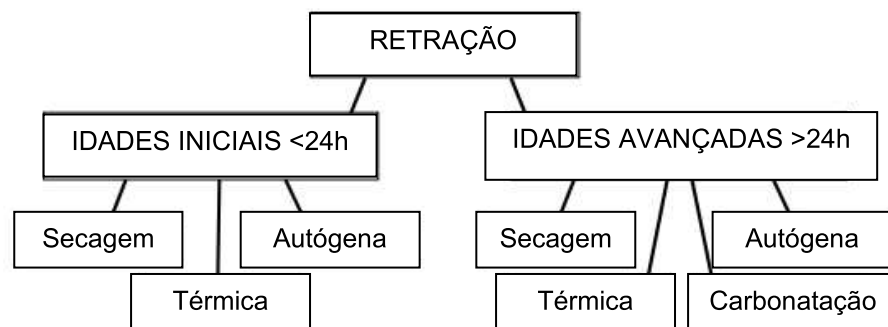 RETRAÇÃO
IDADES INICIAIS <24h
IDADES AVANÇADAS >24h
Secagem
Autógena
Secagem
Autógena
Térmica
Térmica
Carbonatação